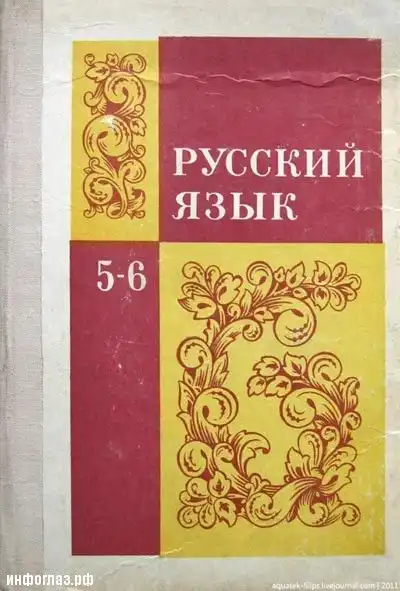 РУССКИЙ
ЯЗЫК
5-6
инфоглаз.рф
aquatek-filips.livejournal.com | 2011